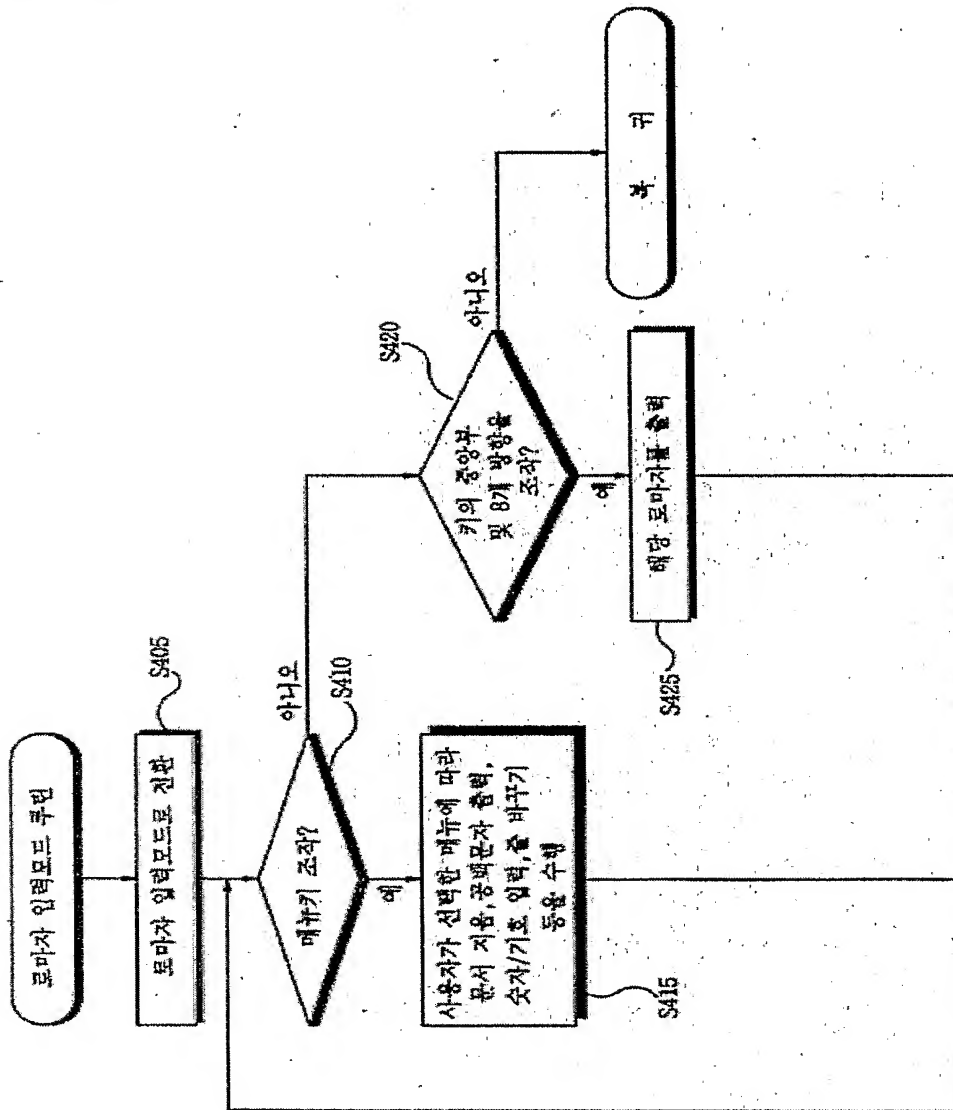 로마자 입력모드 루틴
로마자 입력모드로 전환
S405
메뉴키 조작?
S410
아니오
예
사용자가 선택한 메뉴에 따라
문서 지움,공백문자 출력,
숫자/기호 입력,줄 바꾸기
등을 수행
S415
키의 중앙부
및 8개 방향을
조작?
S420
아니오
예
해당 로마자를 출력
S425
복 귀